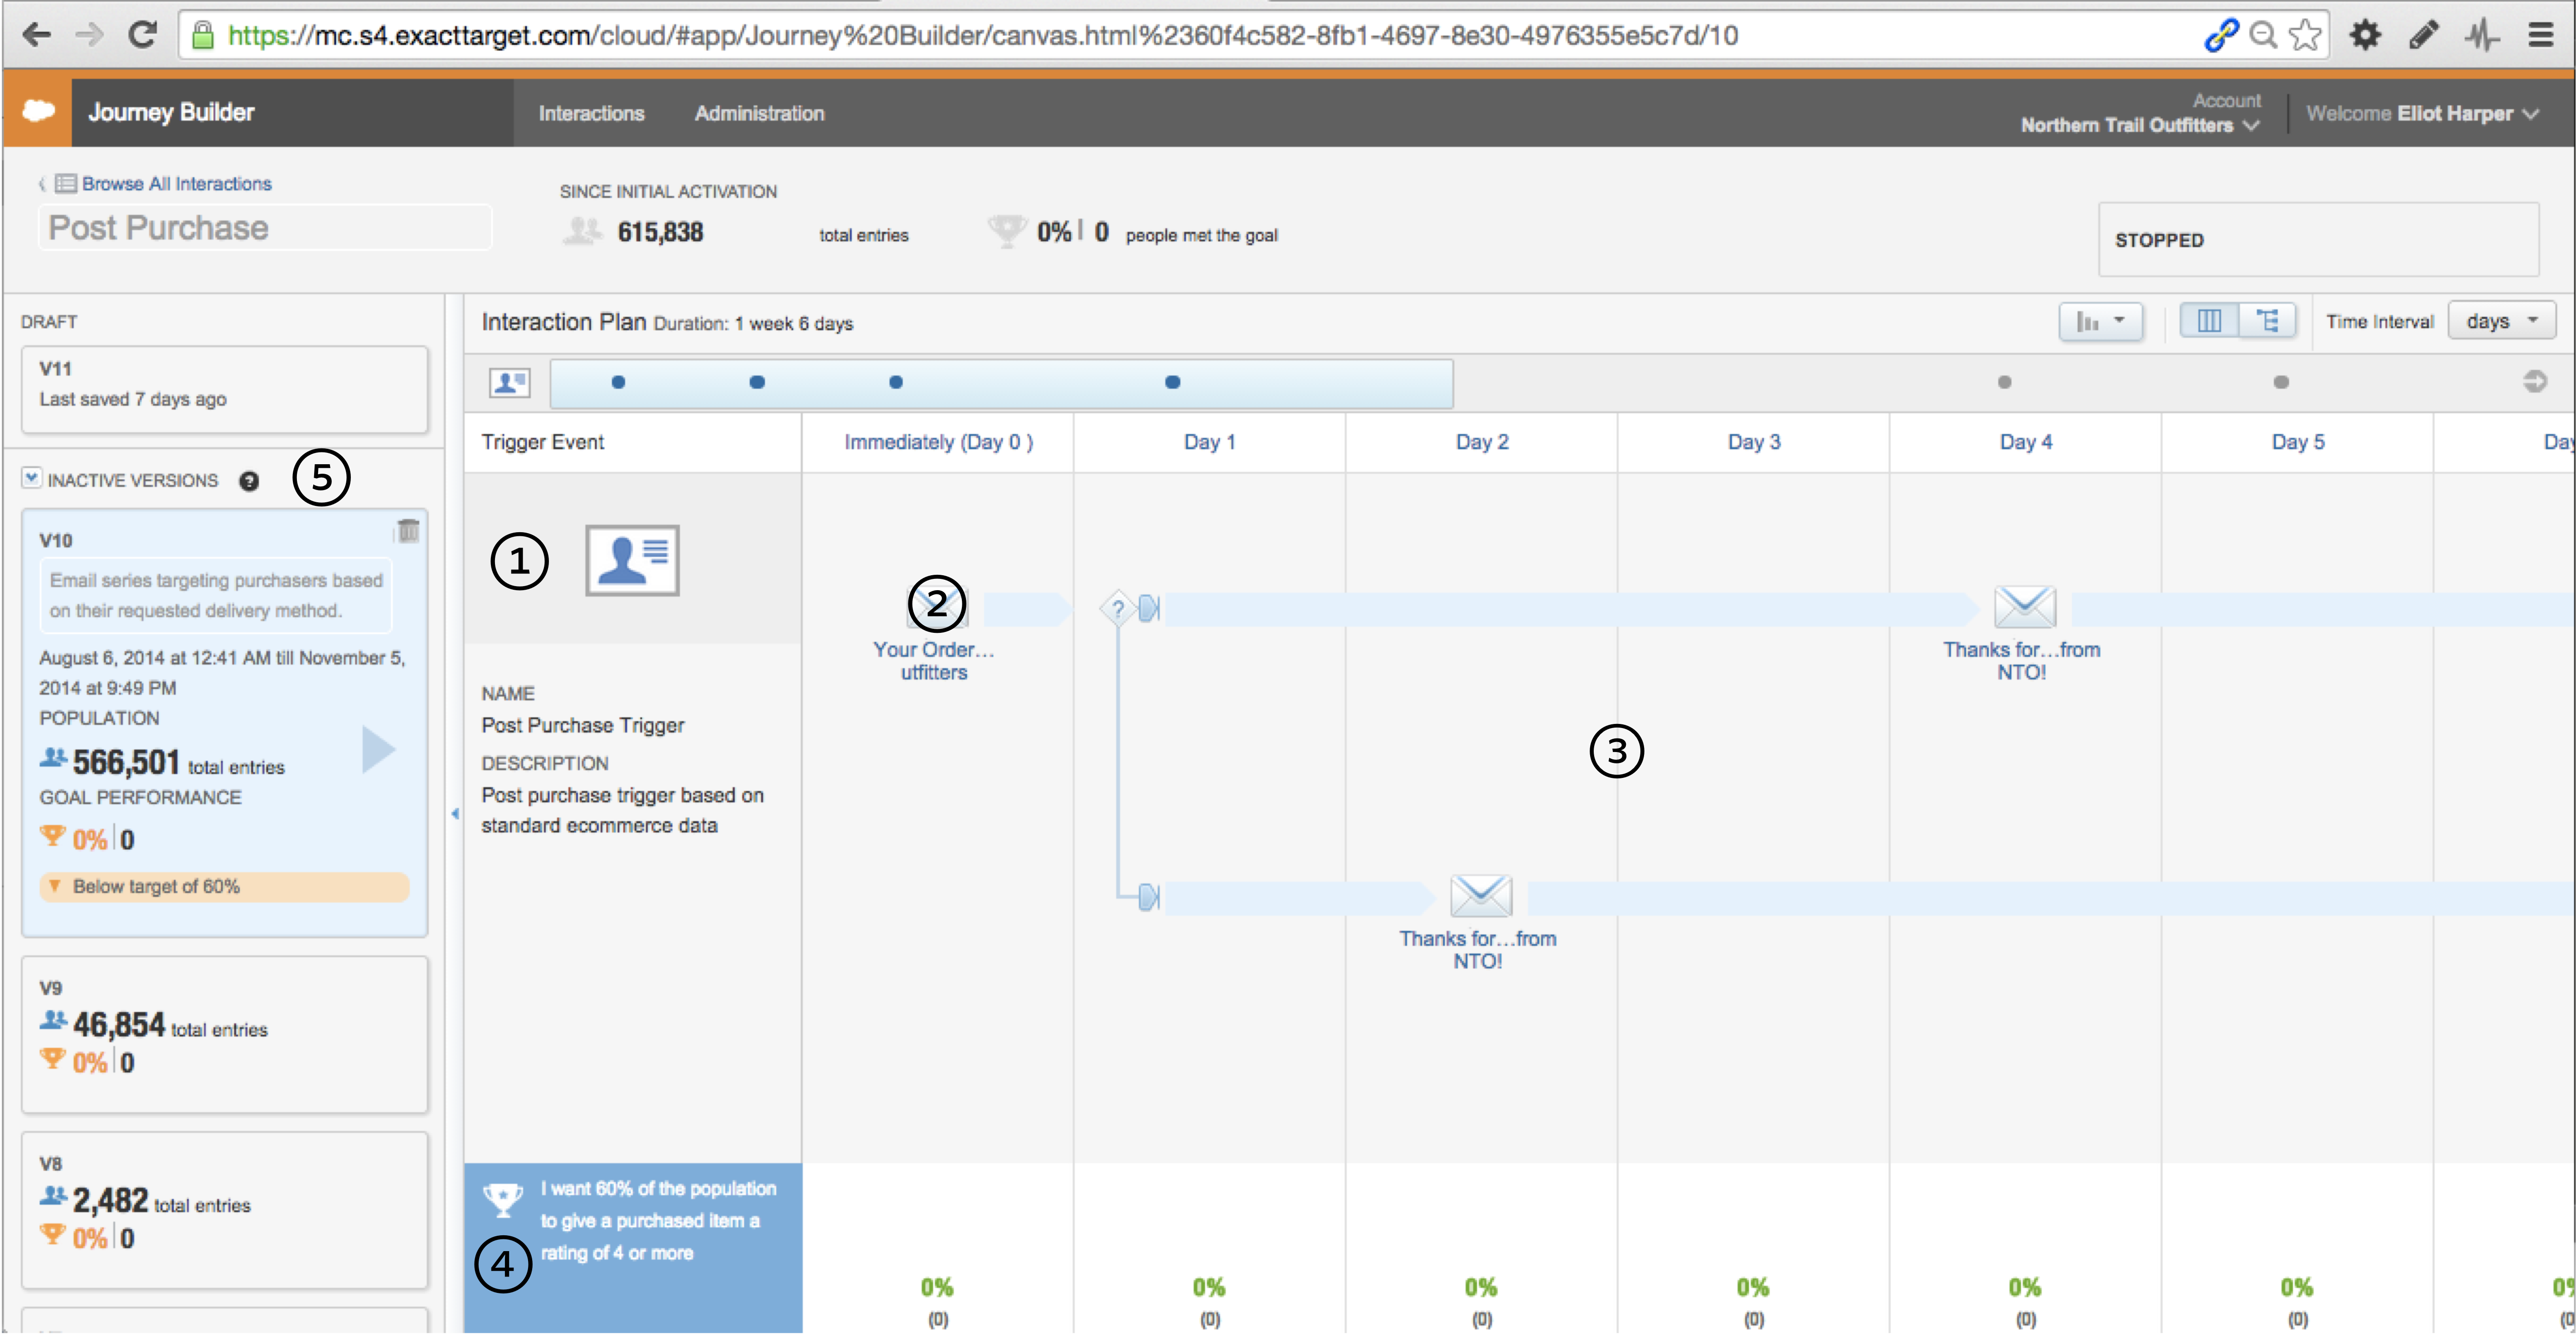 https://mc.s4.exacttarget.com/cloud/#app/Journey%20Builder/canvas.html%2360f4c582-8fb1-4697-8e30-4976355e5c7d/10
Journey Builder
Interactions
Administration
Account
Northern Trail Outfitters
Welcome Eliot Harper
Browse All Interactions
Post Purchase
SINCE INITIAL ACTIVATION
615,838 total entries
0% | 0 people met the goal
STOPPED
DRAFT
V11
Last saved 7 days ago
INACTIVE VERSIONS ? 5
V10
Email series targeting purchasers based
on their requested delivery method.
August 6, 2014 at 12:41 AM till November 5,
2014 at 9:49 PM
POPULATION
566,501 total entries
GOAL PERFORMANCE
0% | 0
Below target of 60%
V9
46,854 total entries
0% | 0
V8
2,482 total entries
0% | 0
Interaction Plan Duration: 1 week 6 days
Time Interval days
Trigger Event
Immediately (Day 0 )
Day 1
Day 2
Day 3
Day 4
Day 5
Day
1
NAME
Post Purchase Trigger
DESCRIPTION
Post purchase trigger based on
standard ecommerce data
2
Your Order...
utfitters
?
Thanks for...from
NTO!
3
Thanks for...from
NTO!
I want 60% of the population
to give a purchased item a
rating of 4 or more
4
0%
(0)
0%
(0)
0%
(0)
0%
(0)
0%
(0)
0%
(0)